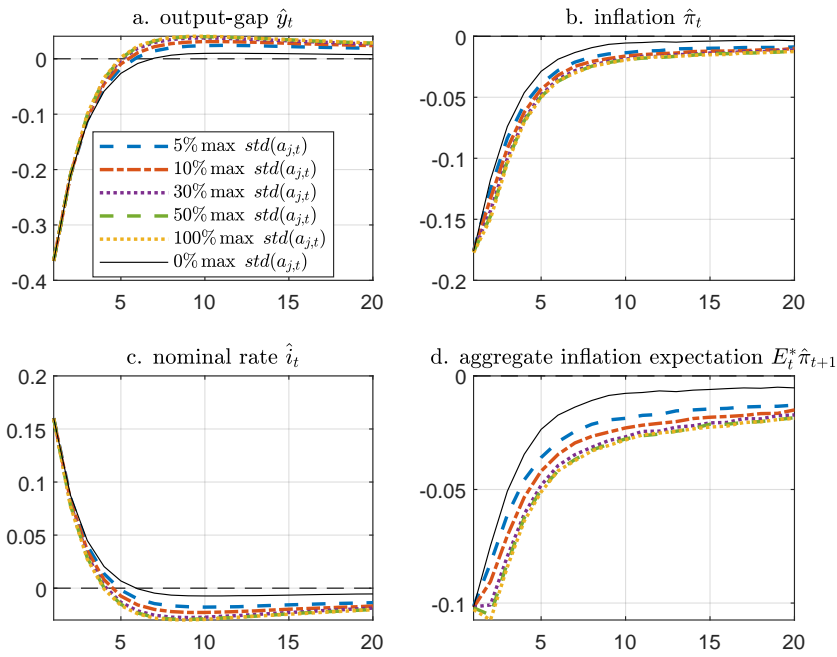 a. output-gap ŷ_t
0
-0.1
-0.2
-0.3
-0.4
5% max std(a_{j,t})
10% max std(a_{j,t})
30% max std(a_{j,t})
50% max std(a_{j,t})
100% max std(a_{j,t})
0% max std(a_{j,t})
5 10 15 20
b. inflation π̂_t
0
-0.05
-0.1
-0.15
-0.2
5 10 15 20
c. nominal rate î_t
0.2
0.15
0.1
0.05
0
5 10 15 20
d. aggregate inflation expectation E_t^* π̂_{t+1}
0
-0.05
-0.1
5 10 15 20